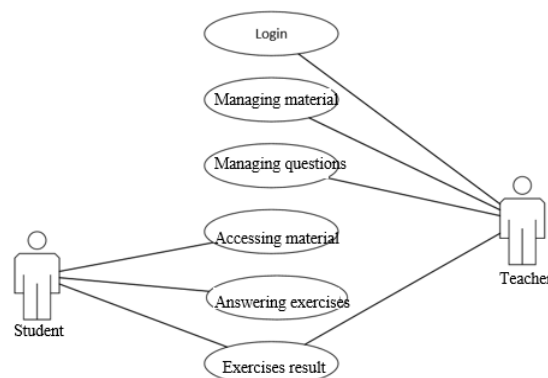 Login
Managing material
Managing questions
Accessing material
Teacher
Answering exercises
Student
Exercises result